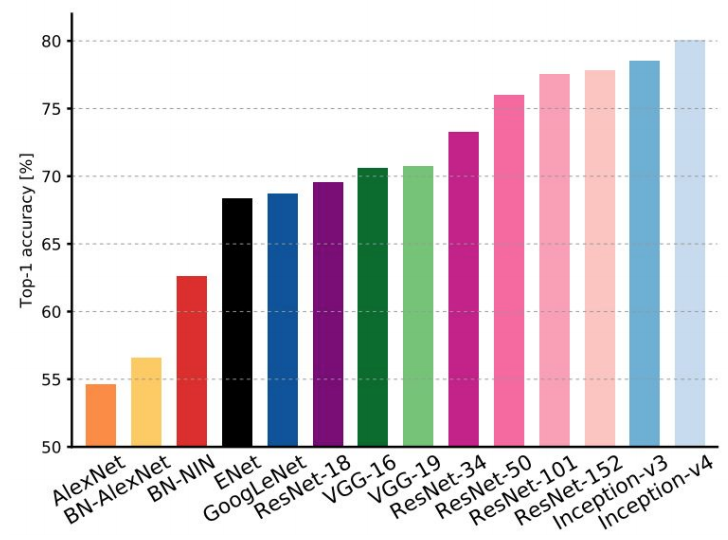 80
75
70
65
60
55
50
Top-1 accuracy [%]
AlexNet
BN-AlexNet
BN-NIN
ENet
GoogLeNet
ResNet-18
VGG-16
VGG-19
ResNet-34
ResNet-50
ResNet-101
ResNet-152
Inception-v3
Inception-v4